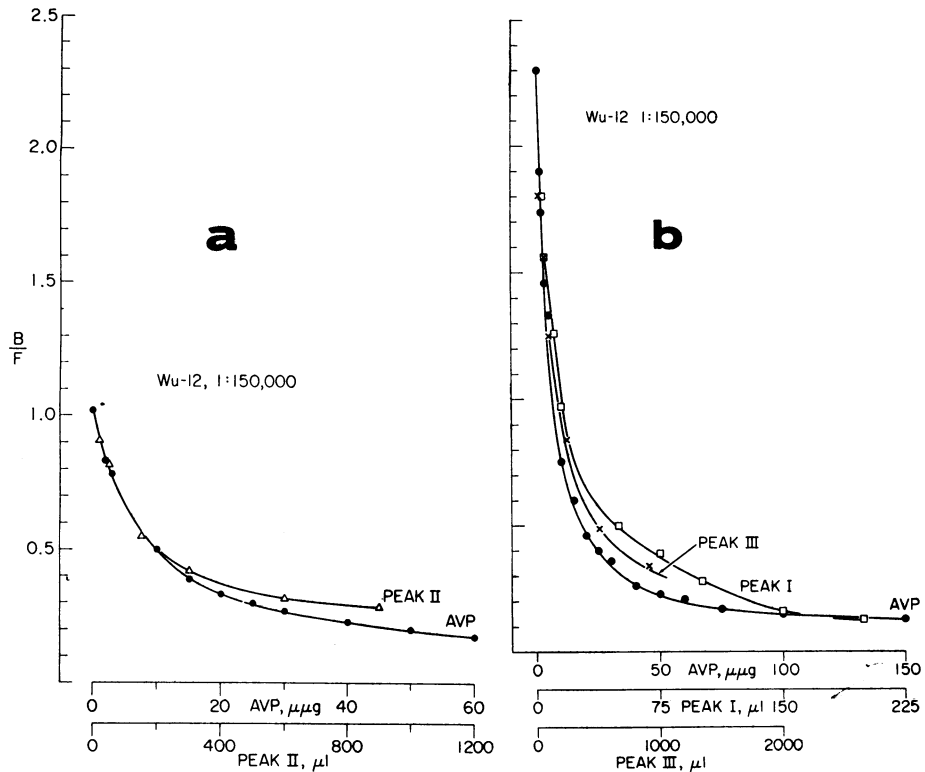 2.5
2.0
1.5
1.0
0.5
B
F
a
Wu-12, 1:150,000
PEAK II
AVP
0 20 AVP, μμg 40 60
0 400 800 1200
PEAK II, μl
b
Wu-12 1:150,000
PEAK III
PEAK I
AVP
0 50 100 150
AVP, μμg
0 75 PEAK I, μl 150 225
0 1000 2000
PEAK III, μl